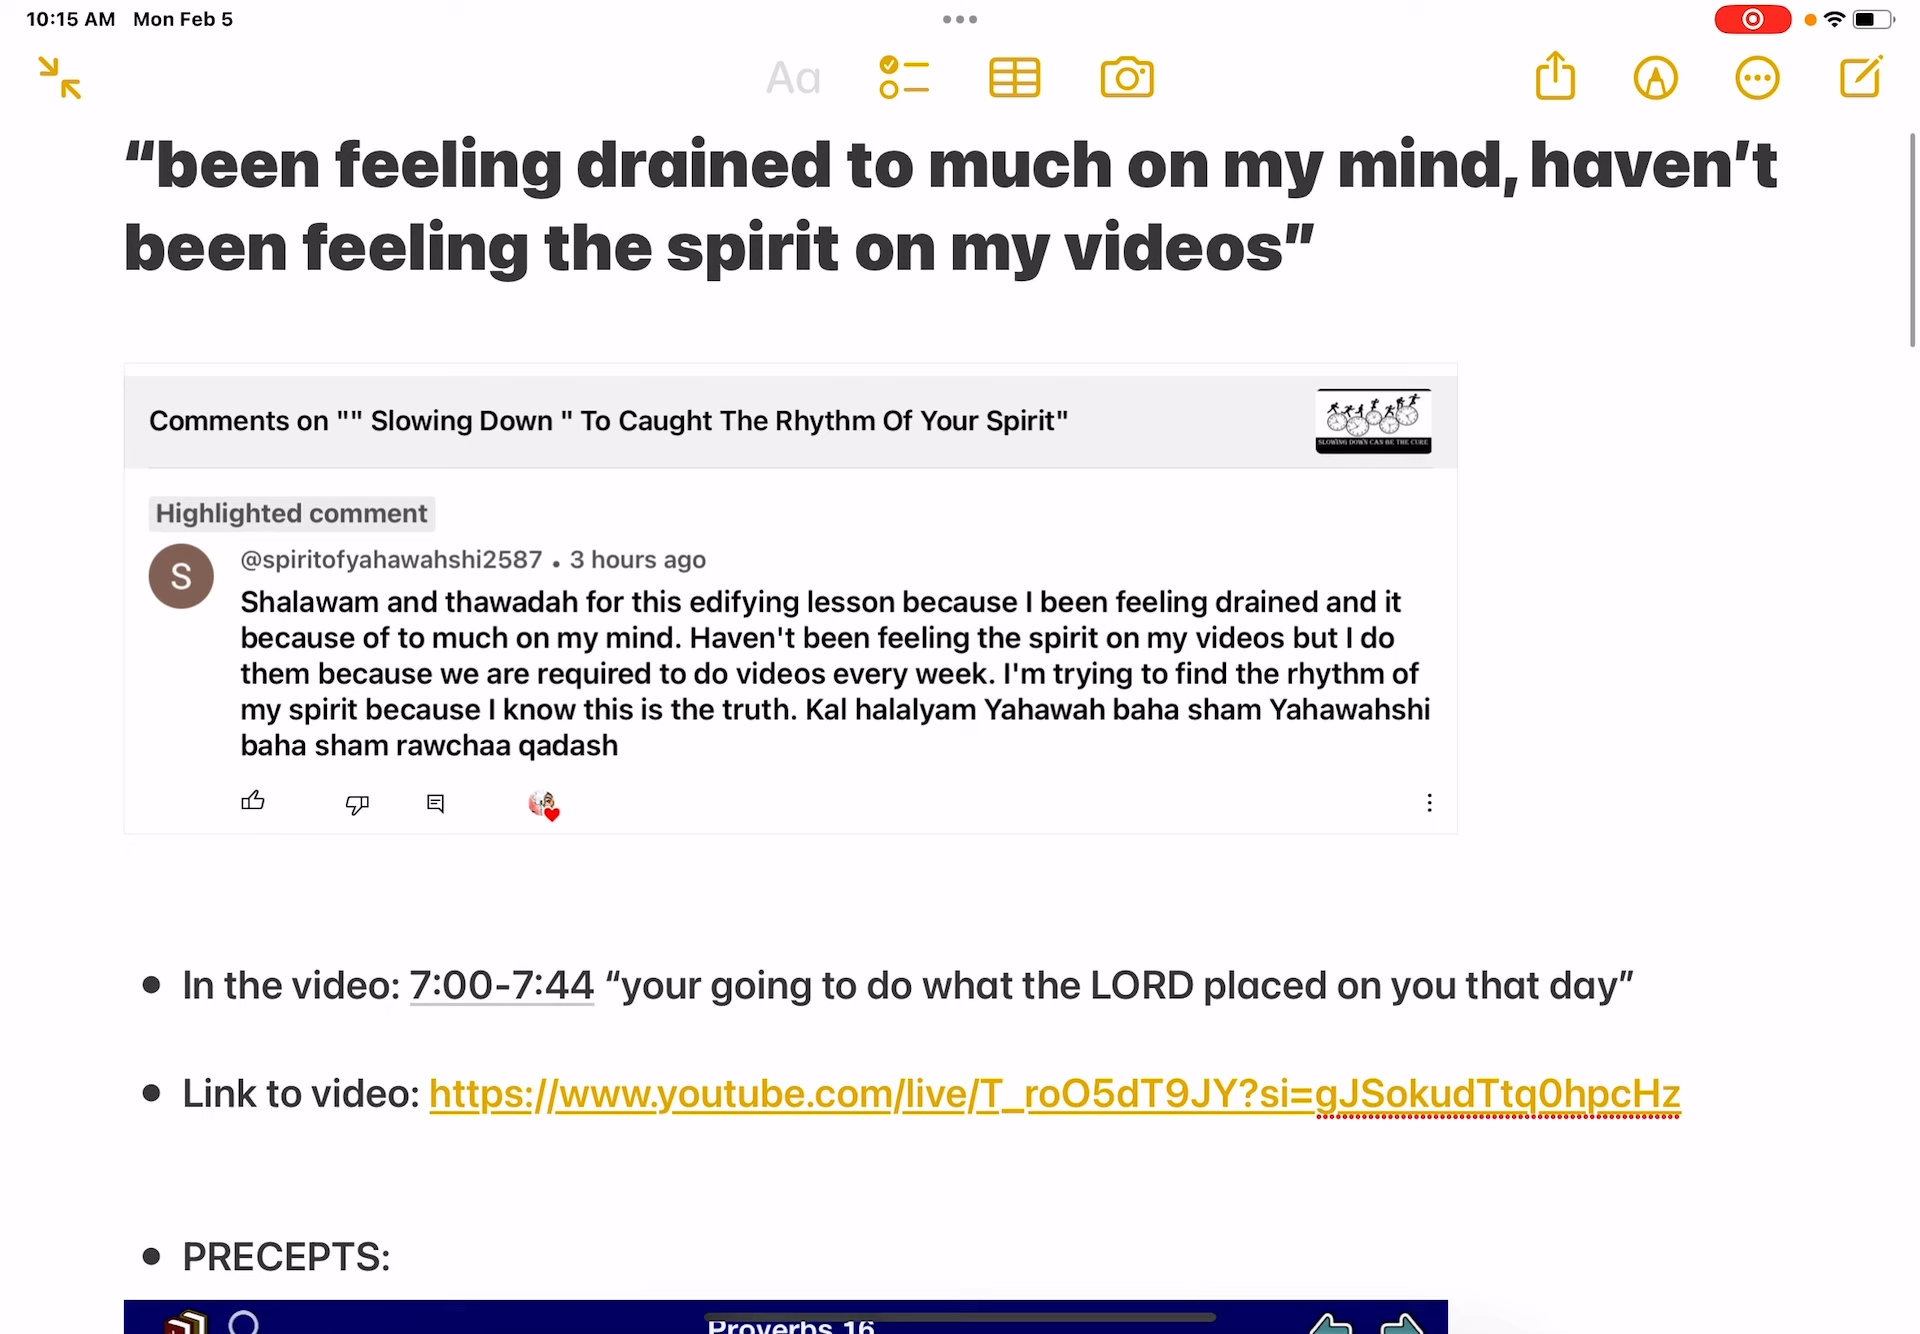 10:15 AM Mon Feb 5
Aa
“been feeling drained to much on my mind, haven’t
been feeling the spirit on my videos”
Comments on "" Slowing Down " To Caught The Rhythm Of Your Spirit"
SLOWING DOWN CAN BE THE CURE
Highlighted comment
S
@spiritofyahawahshi2587 • 3 hours ago
Shalawam and thawadah for this edifying lesson because I been feeling drained and it
because of to much on my mind. Haven't been feeling the spirit on my videos but I do
them because we are required to do videos every week. I'm trying to find the rhythm of
my spirit because I know this is the truth. Kal halalyam Yahawah baha sham Yahawahshi
baha sham rawchaa qadash
• In the video: 7:00-7:44 “your going to do what the LORD placed on you that day”
• Link to video: https://www.youtube.com/live/T_roO5dT9JY?si=gJSokudTtq0hpcHz
• PRECEPTS:
Proverbs 16